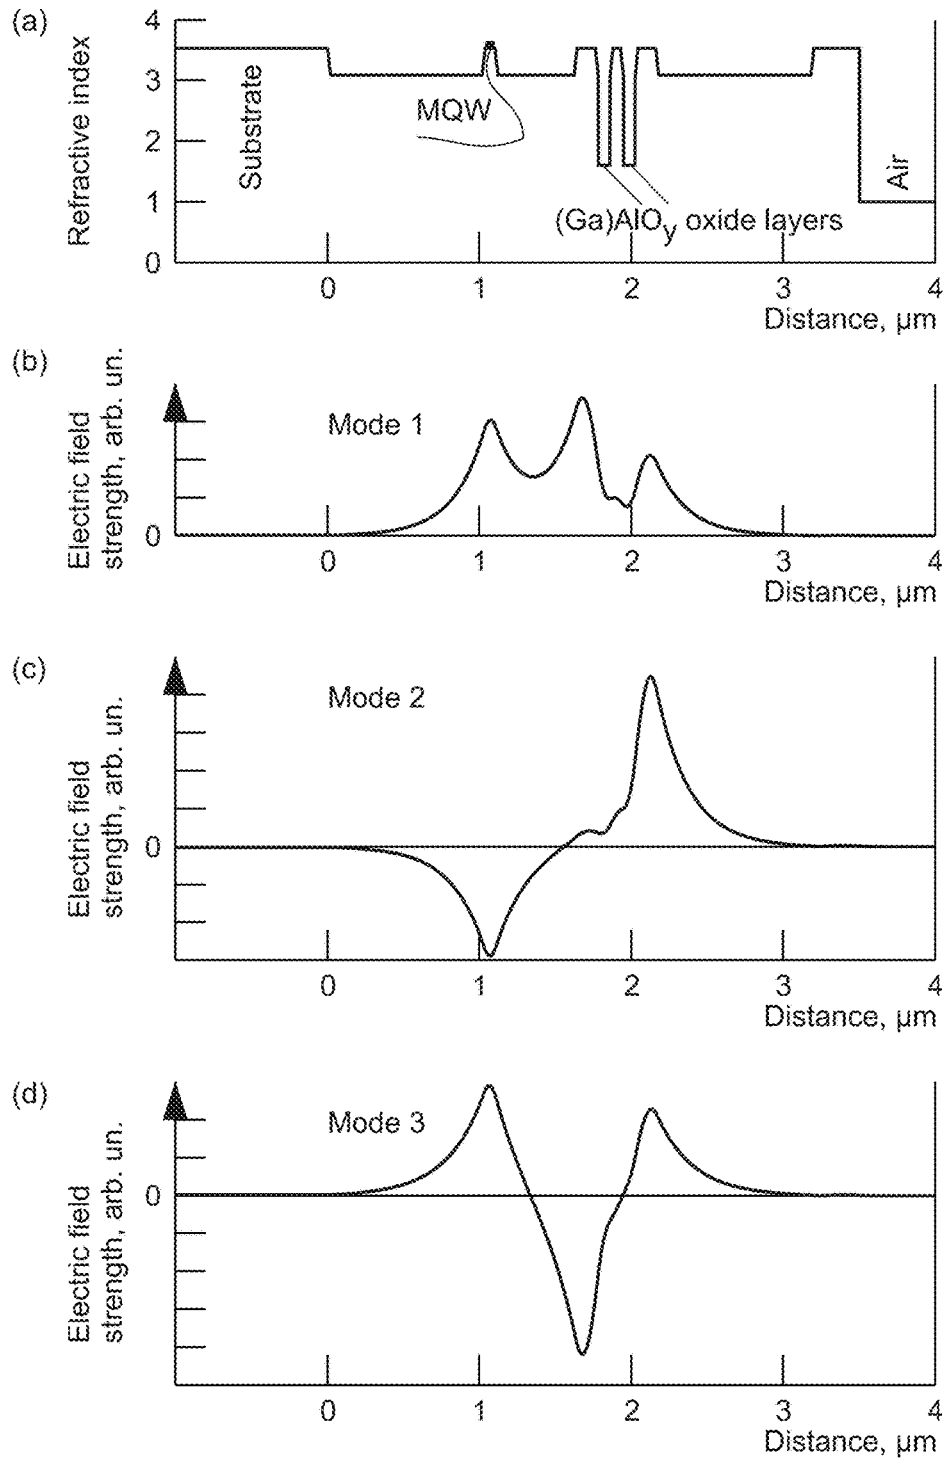 (a)
Refractive index
4
3
2
1
0
Substrate
MQW
(Ga)AlOy oxide layers
Air
0 1 2 3 4
Distance, µm
(b)
Electric field
strength, arb. un.
0
Mode 1
0 1 2 3 4
Distance, µm
(c)
Electric field
strength, arb. un.
0
Mode 2
0 1 2 3 4
Distance, µm
(d)
Electric field
strength, arb. un.
0
Mode 3
0 1 2 3 4
Distance, µm